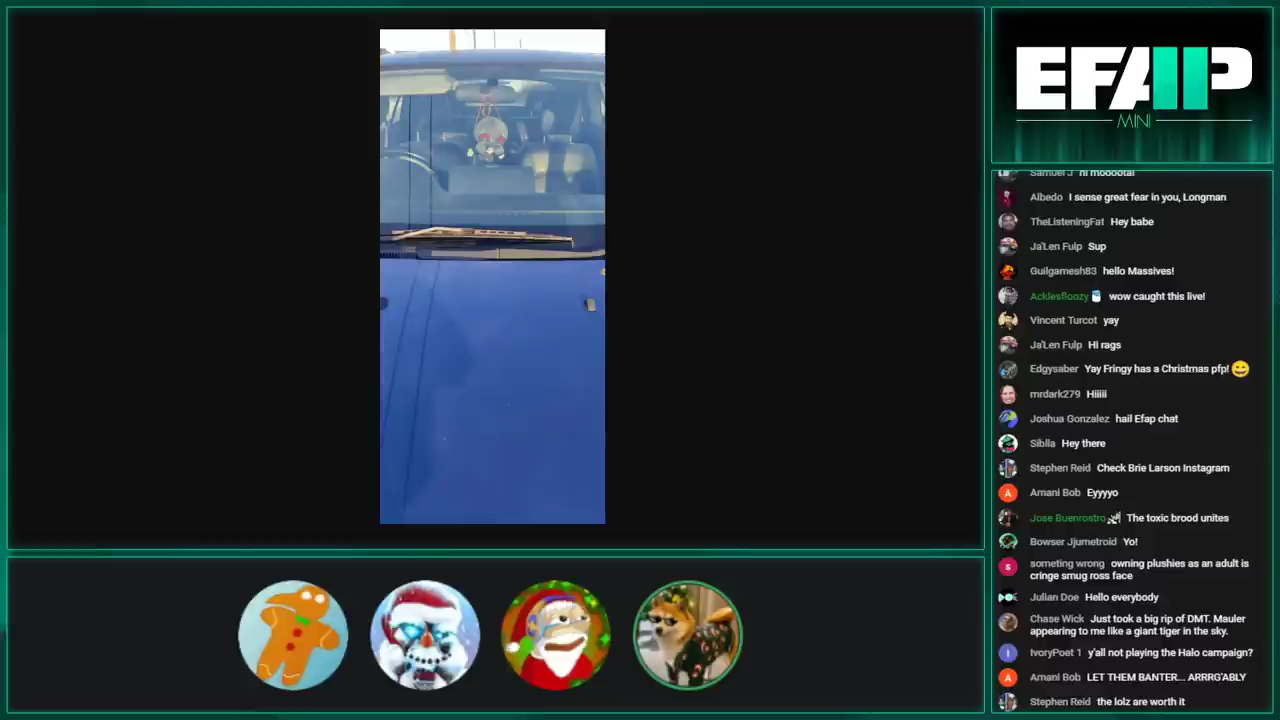 EFAP
MINI
Samuel J hi mooootal
Albedo I sense great fear in you, Longman
TheListeningFat Hey babe
Ja'Len Fulp Sup
Guilgamesh83 hello Massives!
Acklesfloozy wow caught this live!
Vincent Turcot yay
Ja'Len Fulp Hi rags
Edgysaber Yay Fringy has a Christmas pfp!
mrdark279 Hiiiii
Joshua Gonzalez hail Efap chat
Siblla Hey there
Stephen Reid Check Brie Larson Instagram
A Amani Bob Eyyyyo
Jose Buenrostro The toxic brood unites
Bowser Jjumetroid Yo!
S someting wrong owning plushies as an adult is
cringe smug ross face
Julian Doe Hello everybody
Chase Wick Just took a big rip of DMT. Mauler
appearing to me like a giant tiger in the sky.
I IvoryPoet 1 y'all not playing the Halo campaign?
A Amani Bob LET THEM BANTER... ARRRG'ABLY
Stephen Reid the lolz are worth it